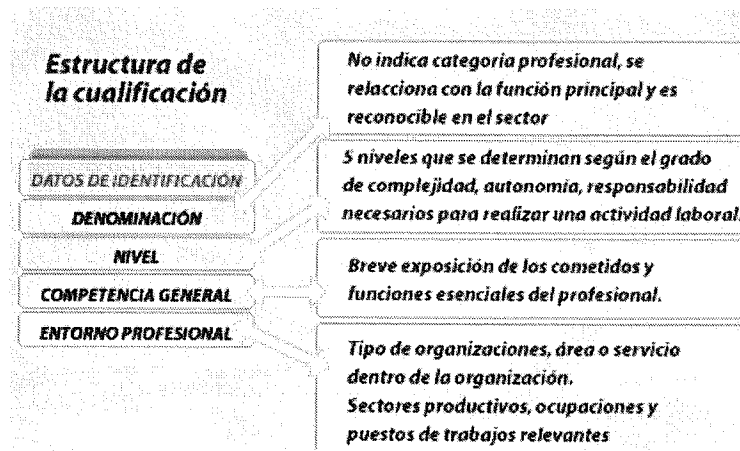 Estructura de
la cualificación
DATOS DE IDENTIFICACIÓN
DENOMINACIÓN
NIVEL
COMPETENCIA GENERAL
ENTORNO PROFESIONAL
No indica categoria profesional, se
relacciona con la función principal y es
reconocible en el sector
5 niveles que se determinan según el grado
de complejidad, autonomía, responsabilidad
necesarios para realizar una actividad laboral.
Breve exposición de los cometidos y
funciones esenciales del profesional.
Tipo de organizaciones, área o servicio
dentro de la organización.
Sectores productivos, ocupaciones y
puestos de trabajos relevantes